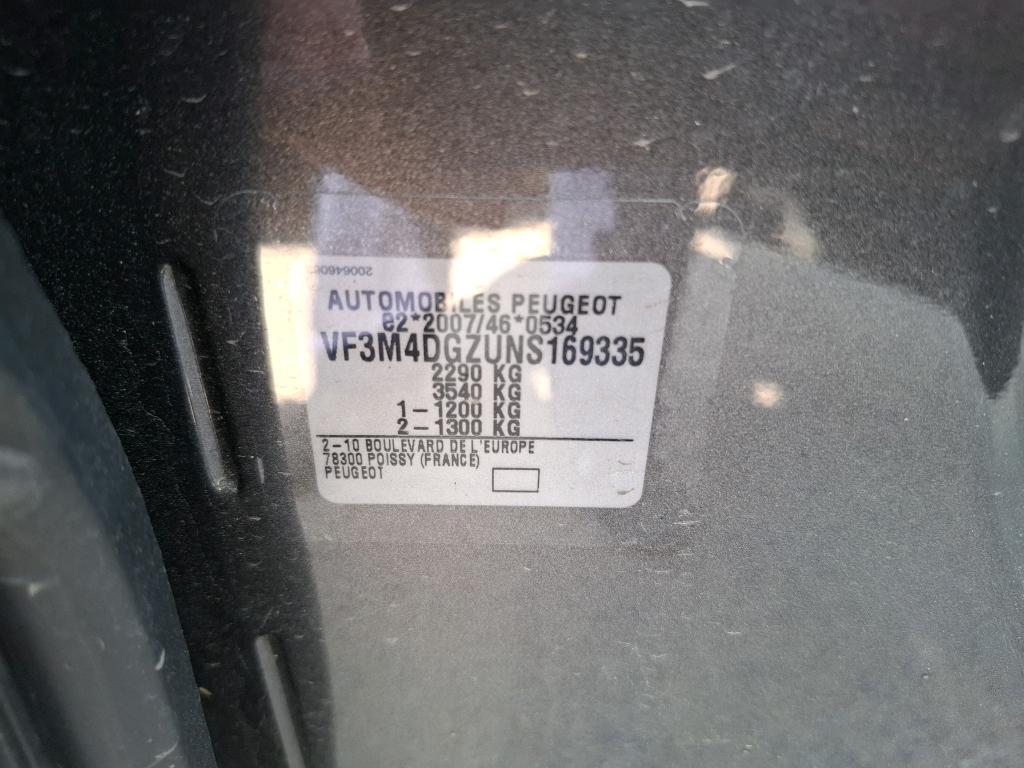 AUTOMOBILES PEUGEOT
e2*2007/46*0534
VF3M4DGZUNS169335
2290 KG
3540 KG
1-1200 KG
2-1300 KG
2-10 BOULEVARD DE L'EUROPE
78300 POISSY (FRANCE)
PEUGEOT